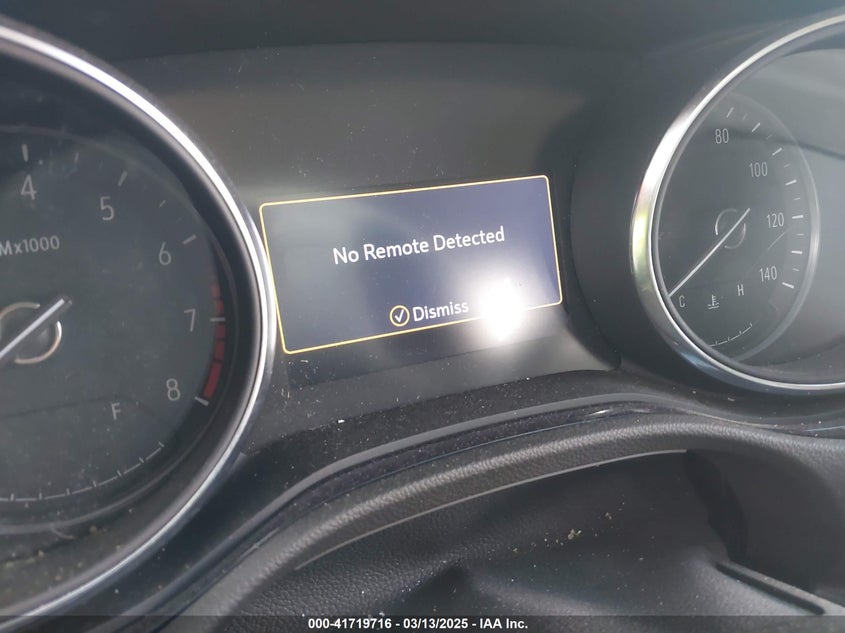 4
5
Mx1000
6
7
8
F
No Remote Detected
Dismiss
80
100
120
140
C
H
000-41719716 - 03/13/2025 - IAA Inc.